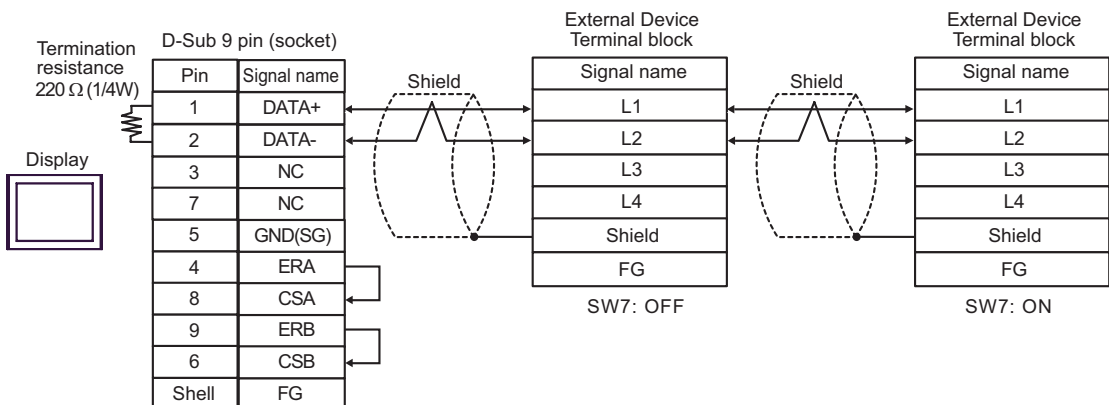 Termination
resistance
220 Ω (1/4W)
Display
D-Sub 9 pin (socket)
Pin Signal name
1 DATA+
2 DATA-
3 NC
7 NC
5 GND(SG)
4 ERA
8 CSA
9 ERB
6 CSB
Shell FG
Shield
External Device
Terminal block
Signal name
L1
L2
L3
L4
Shield
FG
SW7: OFF
Shield
External Device
Terminal block
Signal name
L1
L2
L3
L4
Shield
FG
SW7: ON